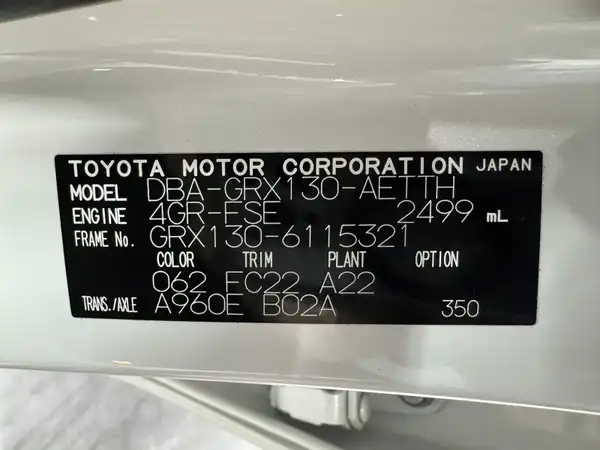 TOYOTA MOTOR CORPORATION JAPAN
MODEL DBA-GRX130-AETTH
ENGINE 4GR-FSE 2499 mL
FRAME No. GRX130-6115321
COLOR TRIM PLANT OPTION
062 FC22 A22
TRANS./AXLE A960E B02A 350